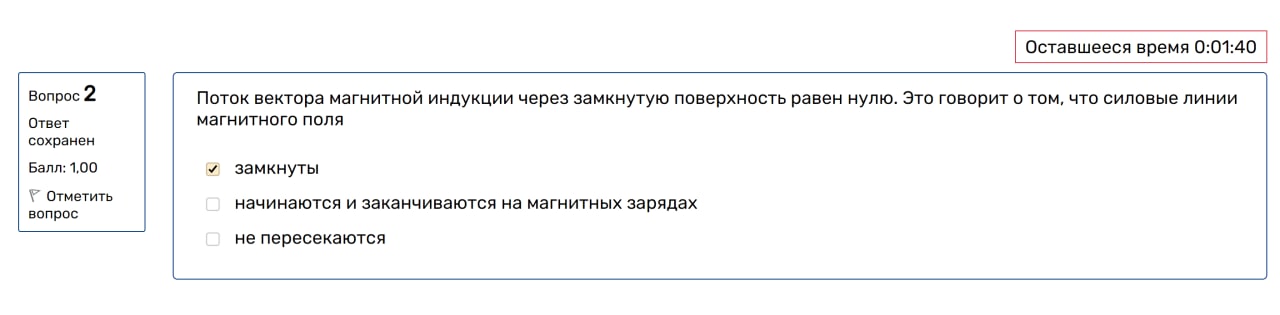 Оставшееся время 0:01:40
Вопрос 2
Ответ
сохранен
Балл: 1,00
Отметить
вопрос
Поток вектора магнитной индукции через замкнутую поверхность равен нулю. Это говорит о том, что силовые линии
магнитного поля
замкнуты
начинаются и заканчиваются на магнитных зарядах
не пересекаются